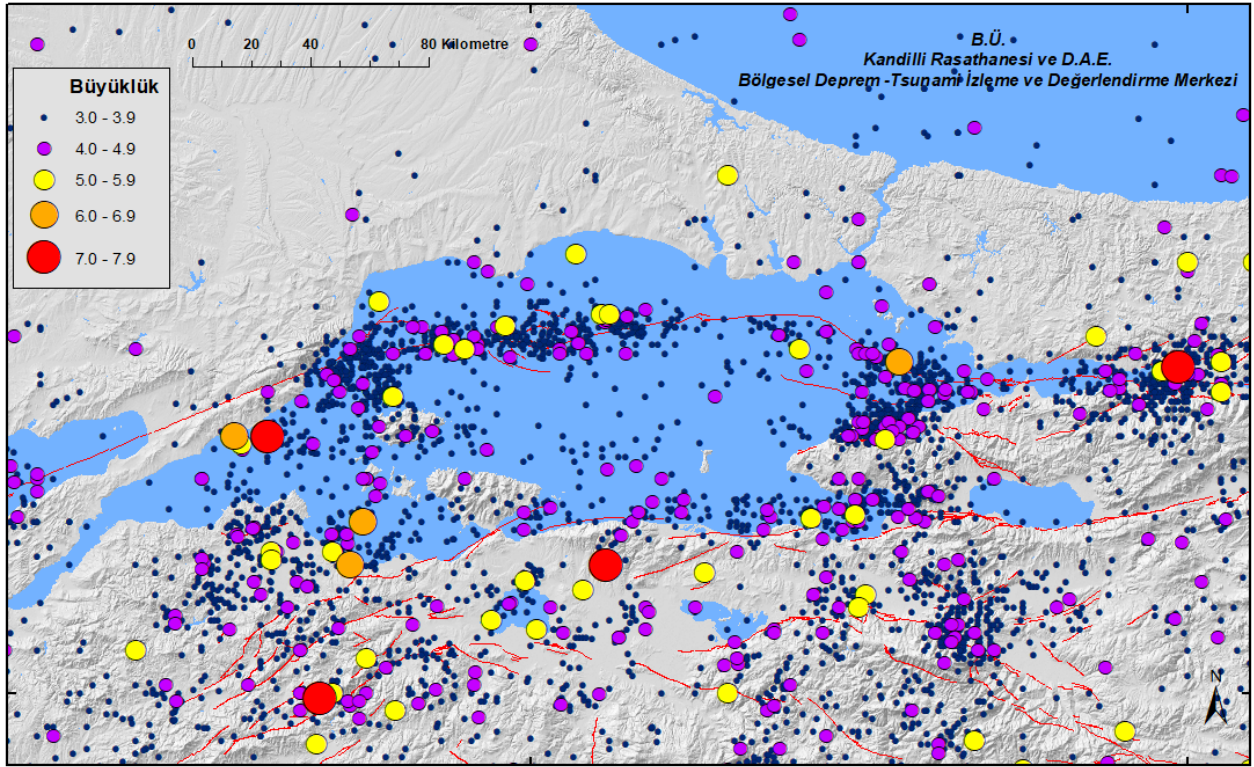 0 20 40 80 Kilometre
B.Ü.
Kandilli Rasathanesi ve D.A.E.
Bölgesel Deprem -Tsunami İzleme ve Değerlendirme Merkezi
Büyüklük
3.0 - 3.9
4.0 - 4.9
5.0 - 5.9
6.0 - 6.9
7.0 - 7.9
N